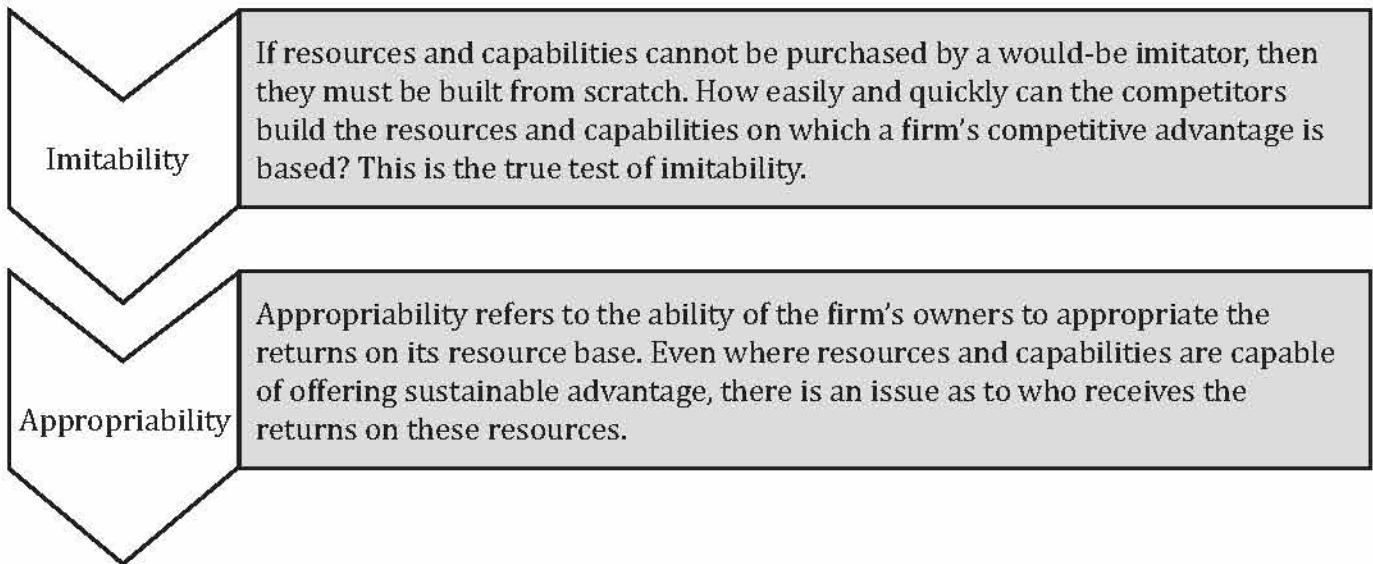 Imitability
If resources and capabilities cannot be purchased by a would-be imitator, then
they must be built from scratch. How easily and quickly can the competitors
build the resources and capabilities on which a firm’s competitive advantage is
based? This is the true test of imitability.
Appropriability
Appropriability refers to the ability of the firm’s owners to appropriate the
returns on its resource base. Even where resources and capabilities are capable
of offering sustainable advantage, there is an issue as to who receives the
returns on these resources.